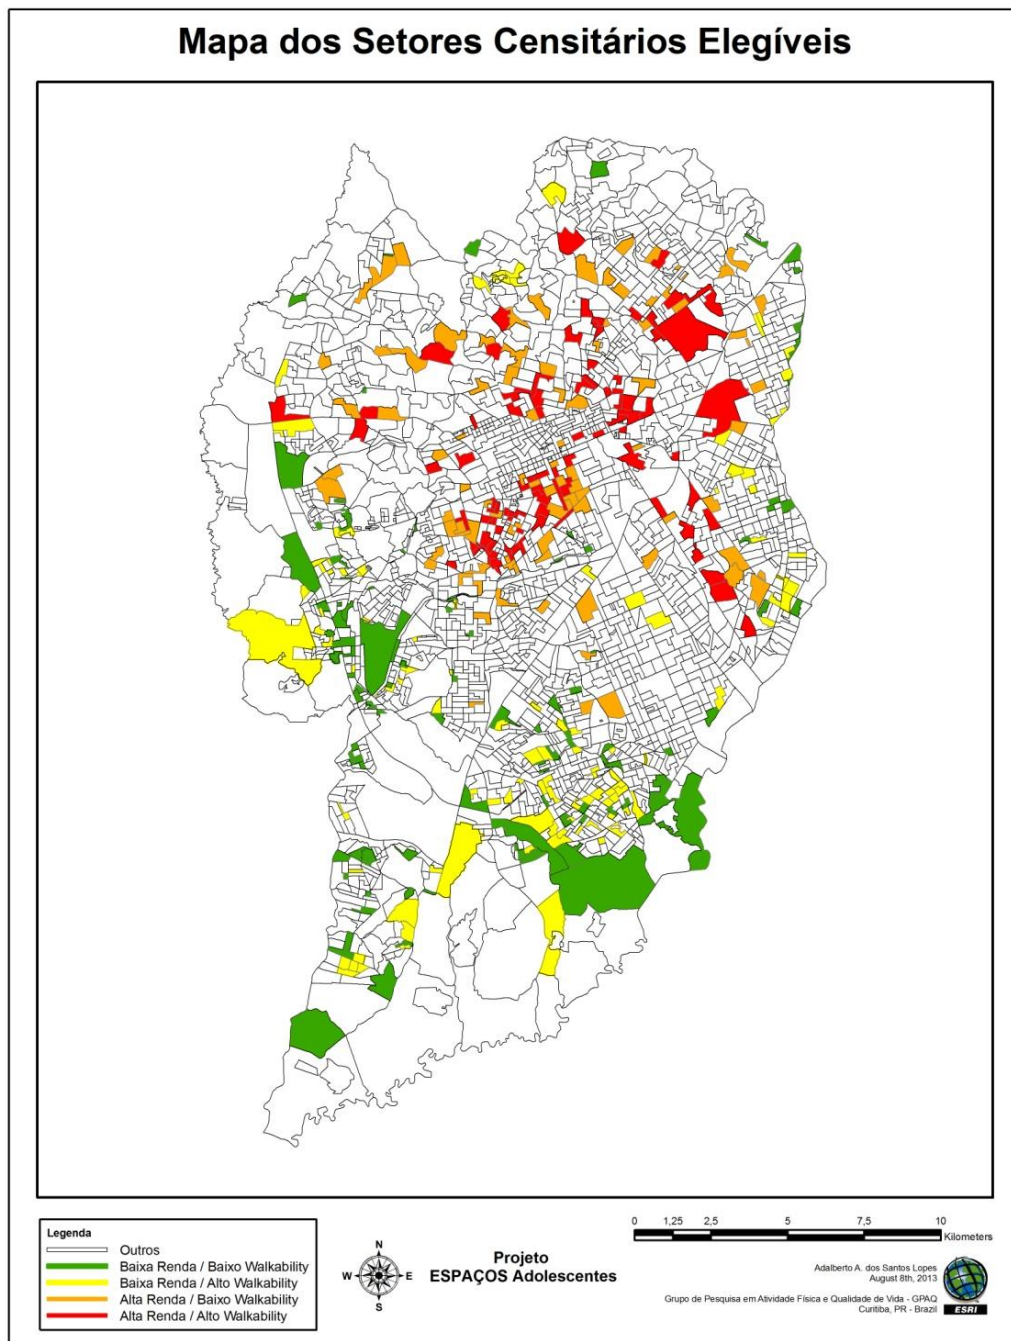 Mapa dos Setores Censitários Elegíveis
Legenda
Outros
Baixa Renda / Baixo Walkability
Baixa Renda / Alto Walkability
Alta Renda / Baixo Walkability
Alta Renda / Alto Walkability
N
W E
S
Projeto
ESPAÇOS Adolescentes
0 1,25 2,5 5 7,5 10
Kilometers
Adalberto A. dos Santos Lopes
August 8th, 2013
Grupo de Pesquisa em Atividade Física e Qualidade de Vida - GPAQ
Curitiba, PR - Brazil
ESRI